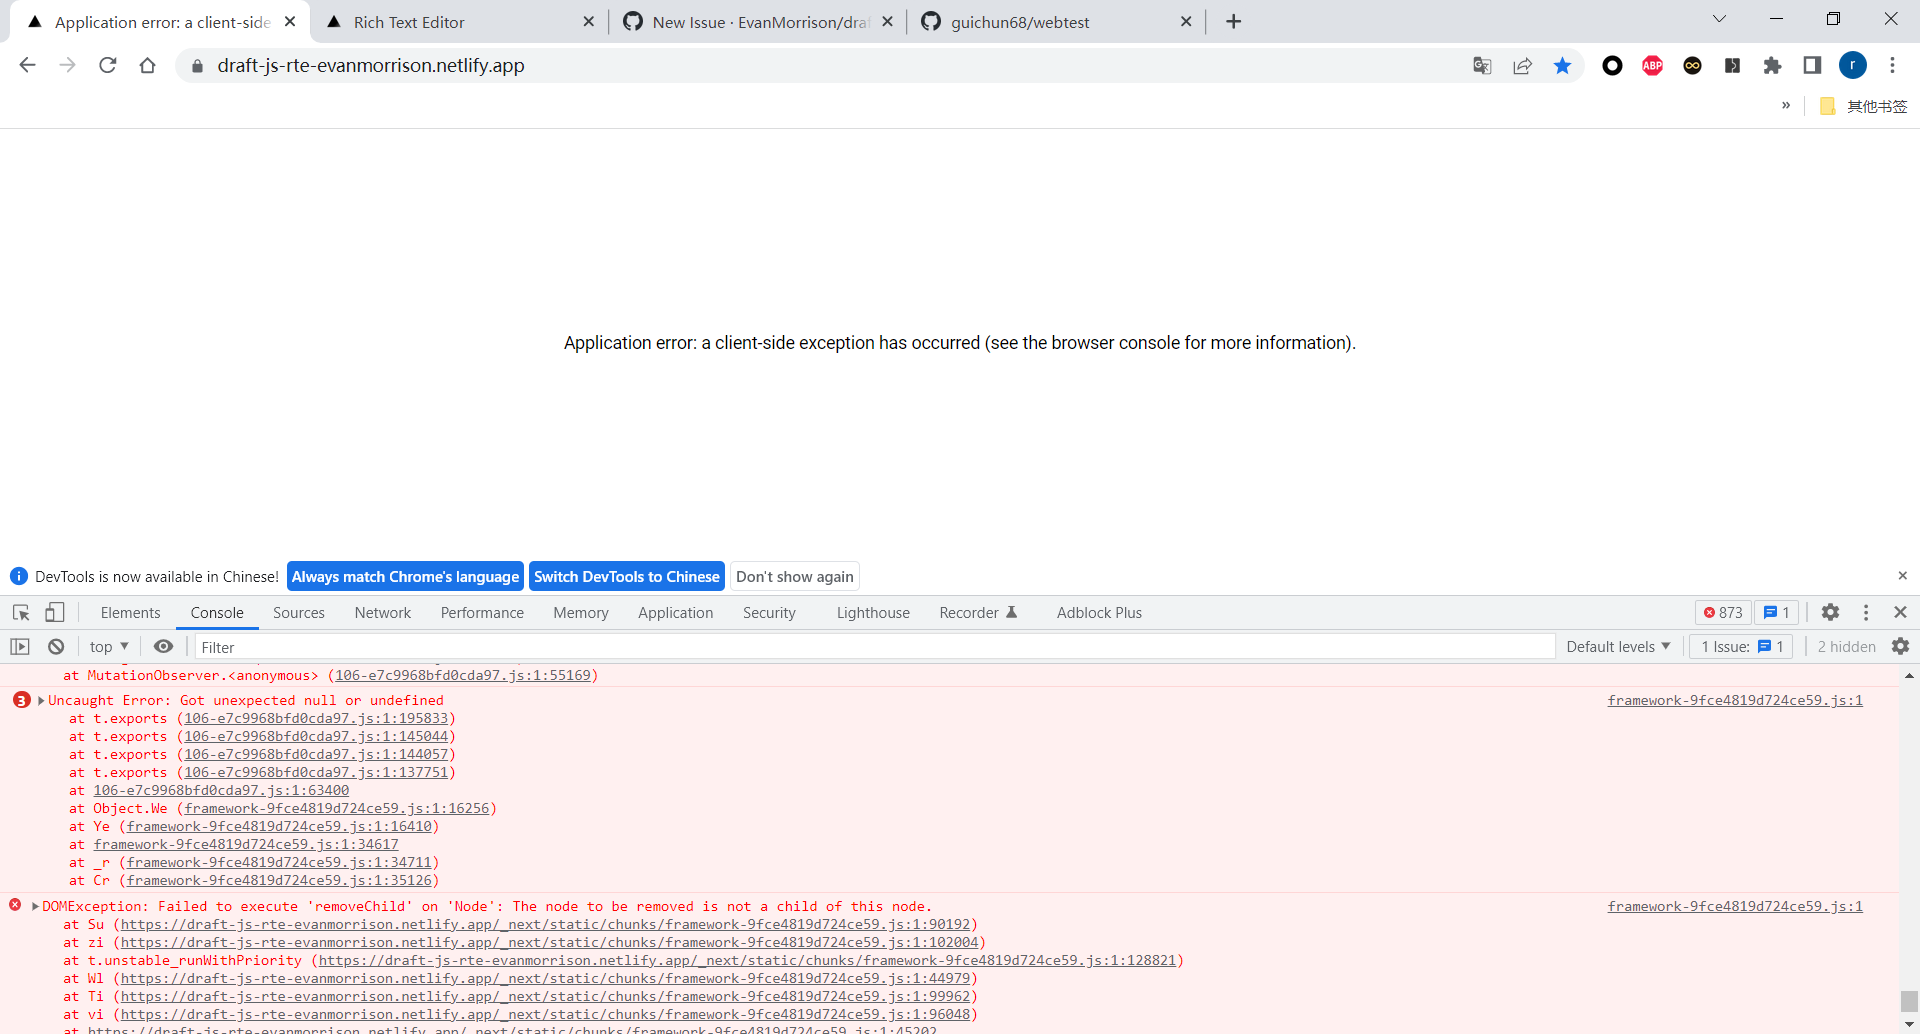 Application error: a client-side
Rich Text Editor
New Issue · EvanMorrison/draf
guichun68/webtest
draft-js-rte-evanmorrison.netlify.app
ABP
r
»
其他书签
Application error: a client-side exception has occurred (see the browser console for more information).
DevTools is now available in Chinese!
Always match Chrome's language
Switch DevTools to Chinese
Don't show again
Elements
Console
Sources
Network
Performance
Memory
Application
Security
Lighthouse
Recorder
Adblock Plus
873
1
top
Filter
Default levels
1 Issue:
1
2 hidden
at MutationObserver.<anonymous> (106-e7c9968bfd0cda97.js:1:55169)
3
Uncaught Error: Got unexpected null or undefined
framework-9fce4819d724ce59.js:1
at t.exports (106-e7c9968bfd0cda97.js:1:195833)
at t.exports (106-e7c9968bfd0cda97.js:1:145044)
at t.exports (106-e7c9968bfd0cda97.js:1:144057)
at t.exports (106-e7c9968bfd0cda97.js:1:137751)
at 106-e7c9968bfd0cda97.js:1:63400
at Object.We (framework-9fce4819d724ce59.js:1:16256)
at Ye (framework-9fce4819d724ce59.js:1:16410)
at framework-9fce4819d724ce59.js:1:34617
at _r (framework-9fce4819d724ce59.js:1:34711)
at Cr (framework-9fce4819d724ce59.js:1:35126)
DOMException: Failed to execute 'removeChild' on 'Node': The node to be removed is not a child of this node.
framework-9fce4819d724ce59.js:1
at Su (https://draft-js-rte-evanmorrison.netlify.app/_next/static/chunks/framework-9fce4819d724ce59.js:1:90192)
at zi (https://draft-js-rte-evanmorrison.netlify.app/_next/static/chunks/framework-9fce4819d724ce59.js:1:102004)
at t.unstable_runWithPriority (https://draft-js-rte-evanmorrison.netlify.app/_next/static/chunks/framework-9fce4819d724ce59.js:1:128821)
at Wl (https://draft-js-rte-evanmorrison.netlify.app/_next/static/chunks/framework-9fce4819d724ce59.js:1:44979)
at Ti (https://draft-js-rte-evanmorrison.netlify.app/_next/static/chunks/framework-9fce4819d724ce59.js:1:99962)
at vi (https://draft-js-rte-evanmorrison.netlify.app/_next/static/chunks/framework-9fce4819d724ce59.js:1:96048)
at https://draft-js-rte-evanmorrison.netlify.app/_next/static/chunks/framework-9fce4819d724ce59.js:1:45202